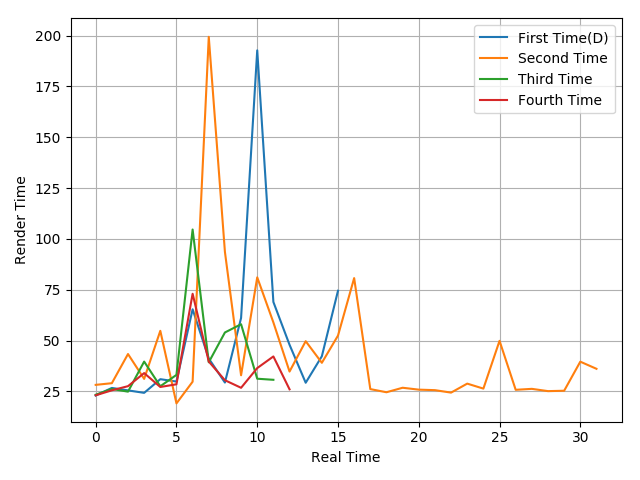 200
175
150
125
100
75
50
25
Render Time
0 5 10 15 20 25 30
Real Time
First Time(D)
Second Time
Third Time
Fourth Time